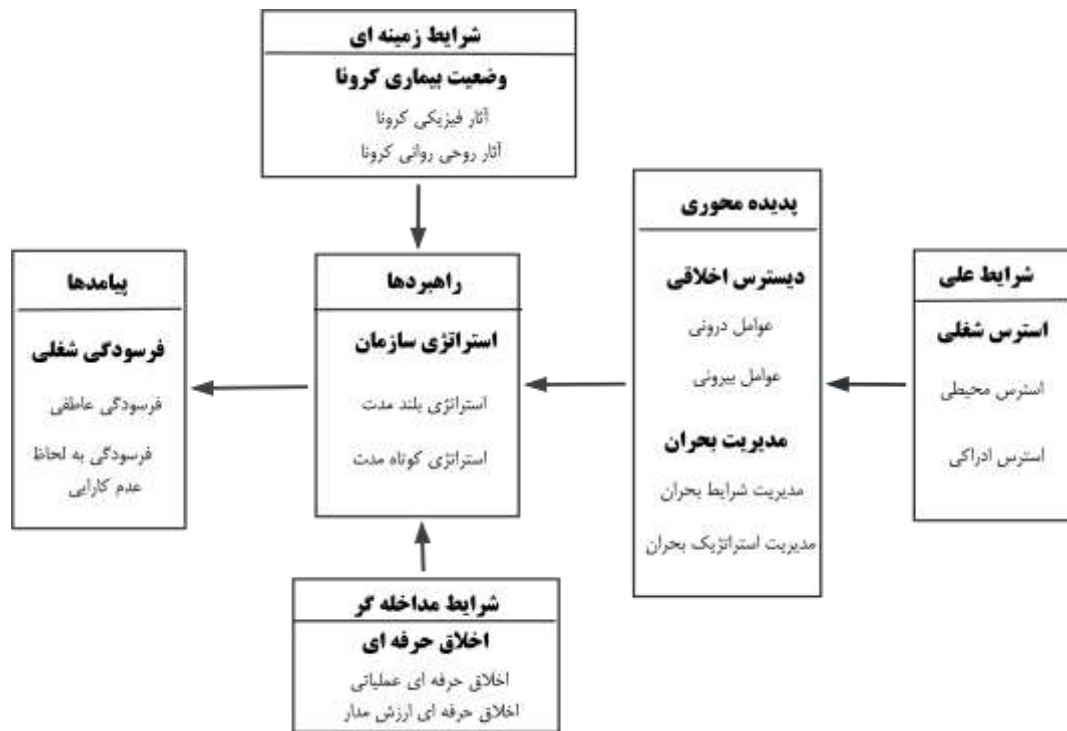 شرایط زمینه ای
وضعیت بیماری کرونا
آثار فیزیکی کرونا
آثار روحی روانی کرونا
شرایط علی
استرس شغلی
استرس محیطی
استرس ادراکی
پدیده محوری
دیسترس اخلاقی
عوامل درونی
عوامل بیرونی
مدیریت بحران
مدیریت شرایط بحران
مدیریت استراتژیک بحران
راهبردها
استراتژی سازمان
استراتژی بلند مدت
استراتژی کوتاه مدت
پیامدها
فرسودگی شغلی
فرسودگی عاطفی
فرسودگی به لحاظ
عدم کارایی
شرایط مداخله گر
اخلاق حرفه ای
اخلاق حرفه ای عملیاتی
اخلاق حرفه ای ارزش مدار